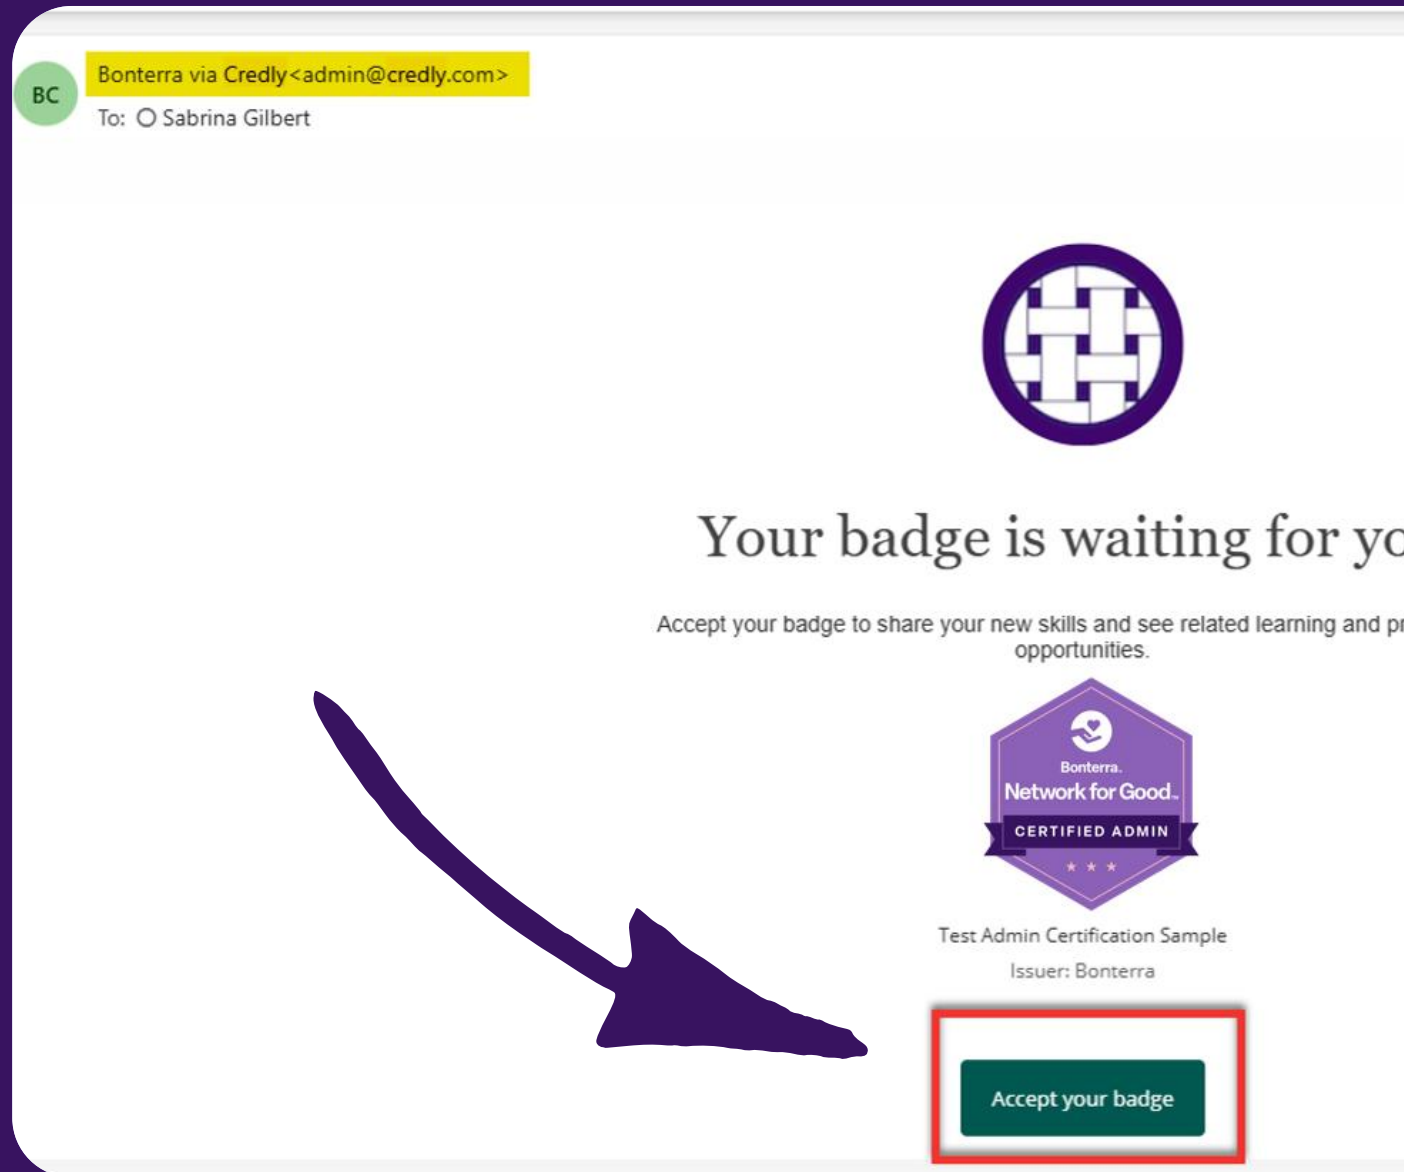 BC
Bonterra via Credly<admin@credly.com>
To: Sabrina Gilbert
Your badge is waiting for yo
Accept your badge to share your new skills and see related learning and pr
opportunities.
Bonterra.
Network for Good™
CERTIFIED ADMIN
Test Admin Certification Sample
Issuer: Bonterra
Accept your badge